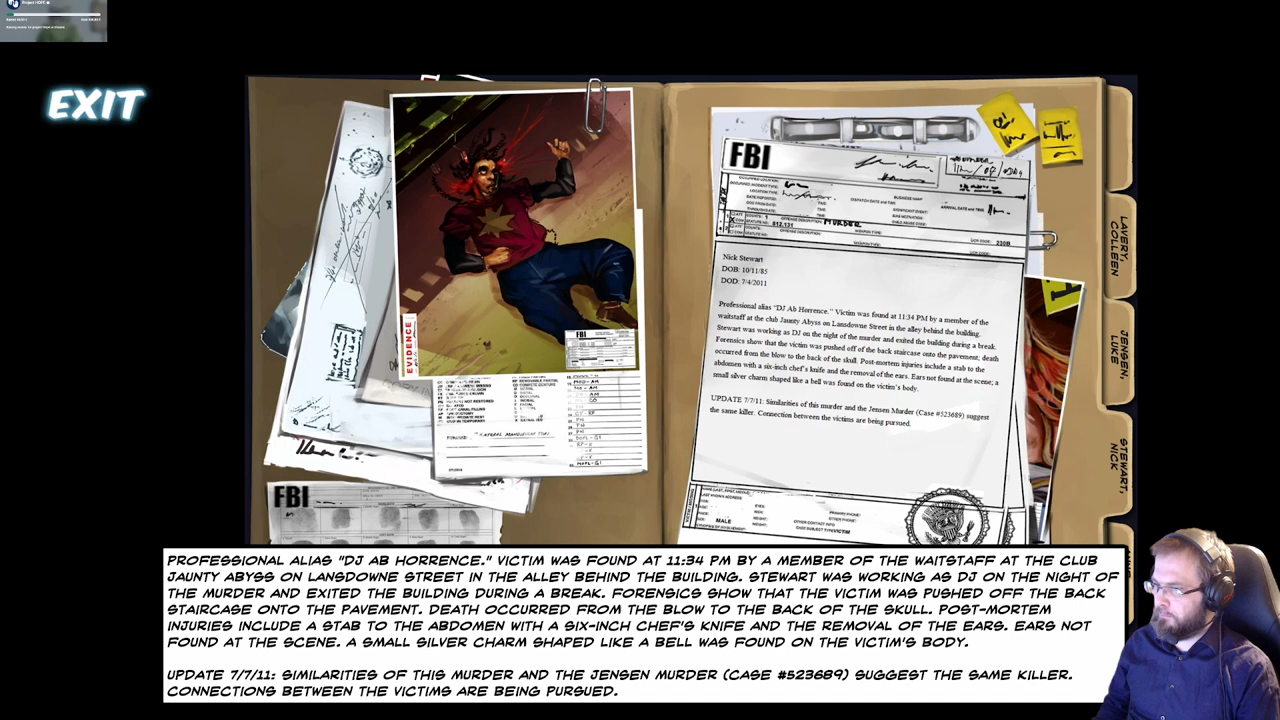 Project HOPE
EXIT
EVIDENCE
FBI
FBI
FBI
MURDER
230B
Nick Stewart
DOB: 10/11/85
DOD: 7/4/2011
Professional alias "DJ Ab Horrence." Victim was found at 11:34 PM by a member of the
waitstaff at the club Jaunty Abyss on Lansdowne Street in the alley behind the building.
Stewart was working as DJ on the night of the murder and exited the building during a break.
Forensics show that the victim was pushed off of the back staircase onto the pavement; death
occurred from the blow to the back of the skull. Post-mortem injuries include a stab to the
abdomen with a six-inch chef's knife and the removal of the ears. Ears not found at the scene; a
small silver charm shaped like a bell was found on the victim's body.
UPDATE 7/7/11: Similarities of this murder and the Jensen Murder (Case #523689) suggest
the same killer. Connection between the victims are being pursued.
MALE
LAVERY,
COLLEEN
JENSEN,
LUKE
STEWART,
NICK
PROFESSIONAL ALIAS "DJ AB HORRENCE." VICTIM WAS FOUND AT 11:34 PM BY A MEMBER OF THE WAITSTAFF AT THE CLUB
JAUNTY ABYSS ON LANSDOWNE STREET IN THE ALLEY BEHIND THE BUILDING. STEWART WAS WORKING AS DJ ON THE NIGHT OF
THE MURDER AND EXITED THE BUILDING DURING A BREAK. FORENSICS SHOW THAT THE VICTIM WAS PUSHED OFF THE BACK
STAIRCASE ONTO THE PAVEMENT. DEATH OCCURRED FROM THE BLOW TO THE BACK OF THE SKULL. POST-MORTEM
INJURIES INCLUDE A STAB TO THE ABDOMEN WITH A SIX-INCH CHEF'S KNIFE AND THE REMOVAL OF THE EARS. EARS NOT
FOUND AT THE SCENE. A SMALL SILVER CHARM SHAPED LIKE A BELL WAS FOUND ON THE VICTIM'S BODY.
UPDATE 7/7/11: SIMILARITIES OF THIS MURDER AND THE JENSEN MURDER (CASE #523689) SUGGEST THE SAME KILLER.
CONNECTIONS BETWEEN THE VICTIMS ARE BEING PURSUED.